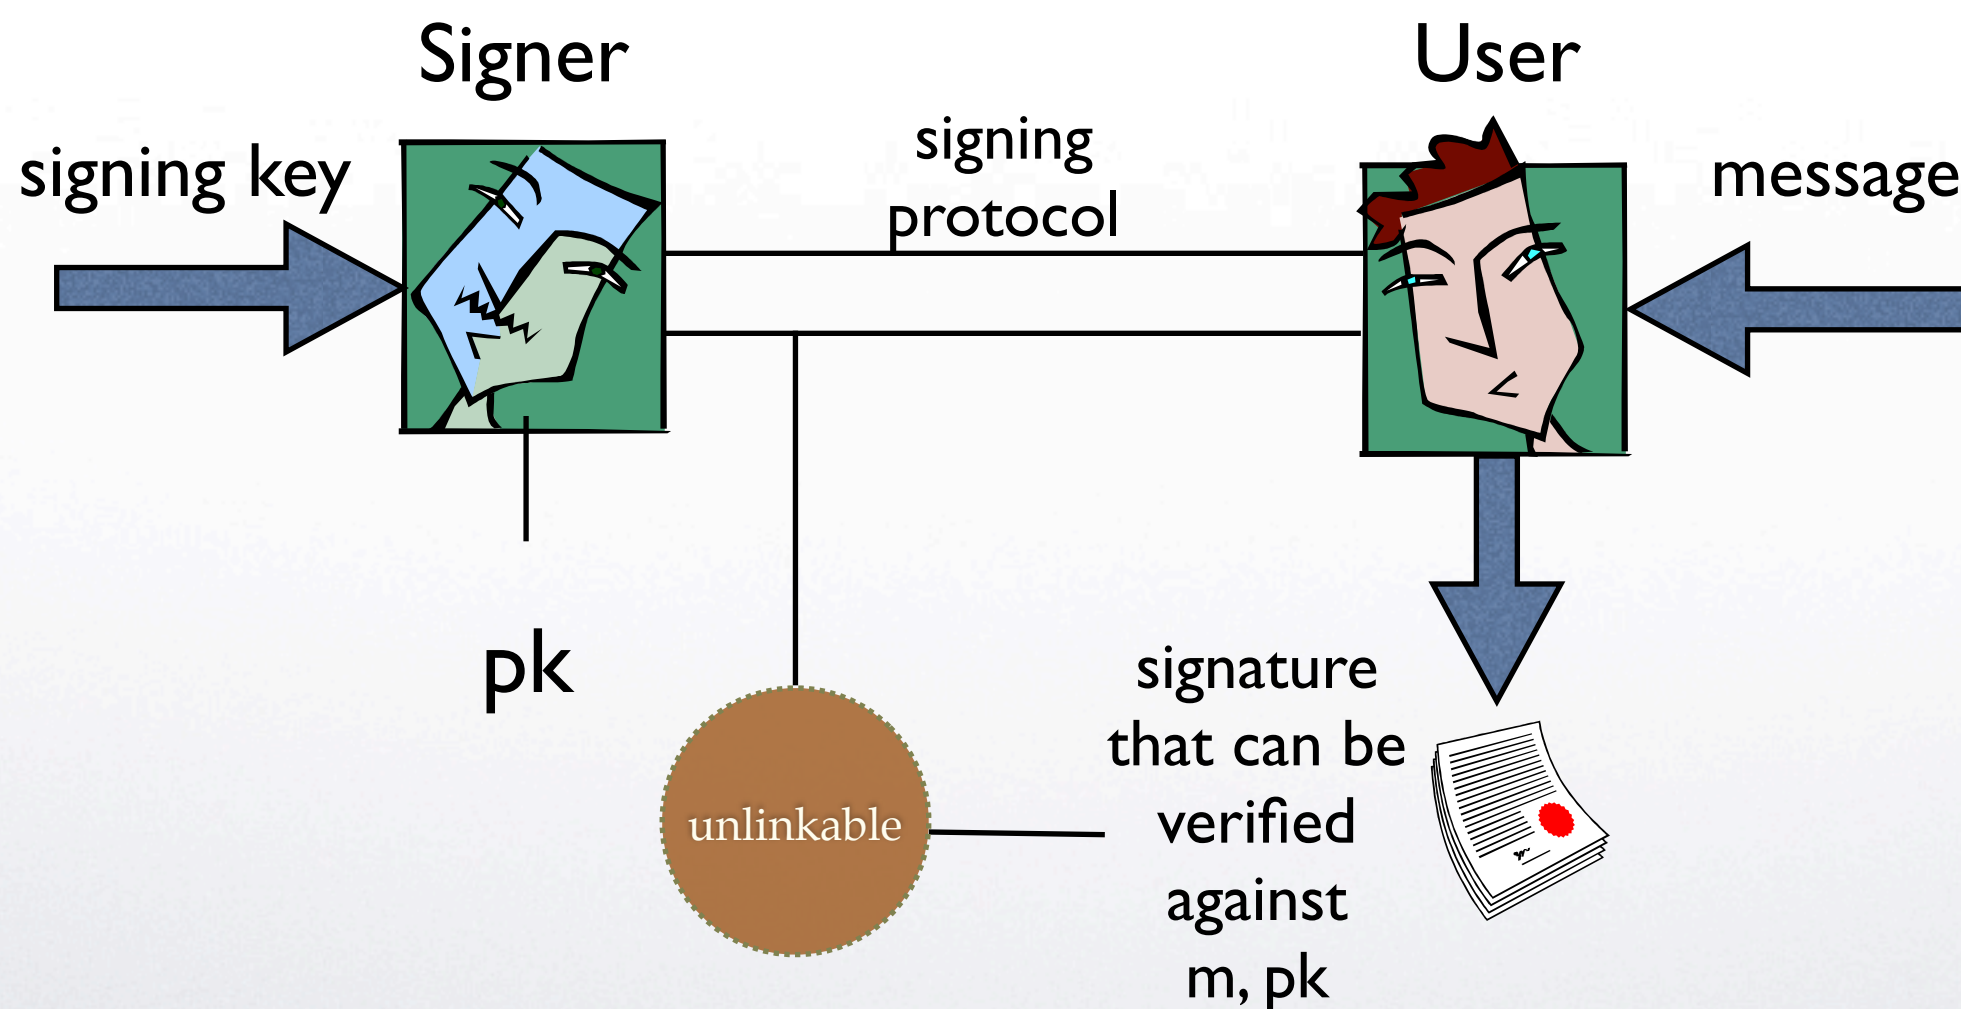 Signer
User
signing key
signing
protocol
message
pk
unlinkable
signature
that can be
verified
against
m, pk